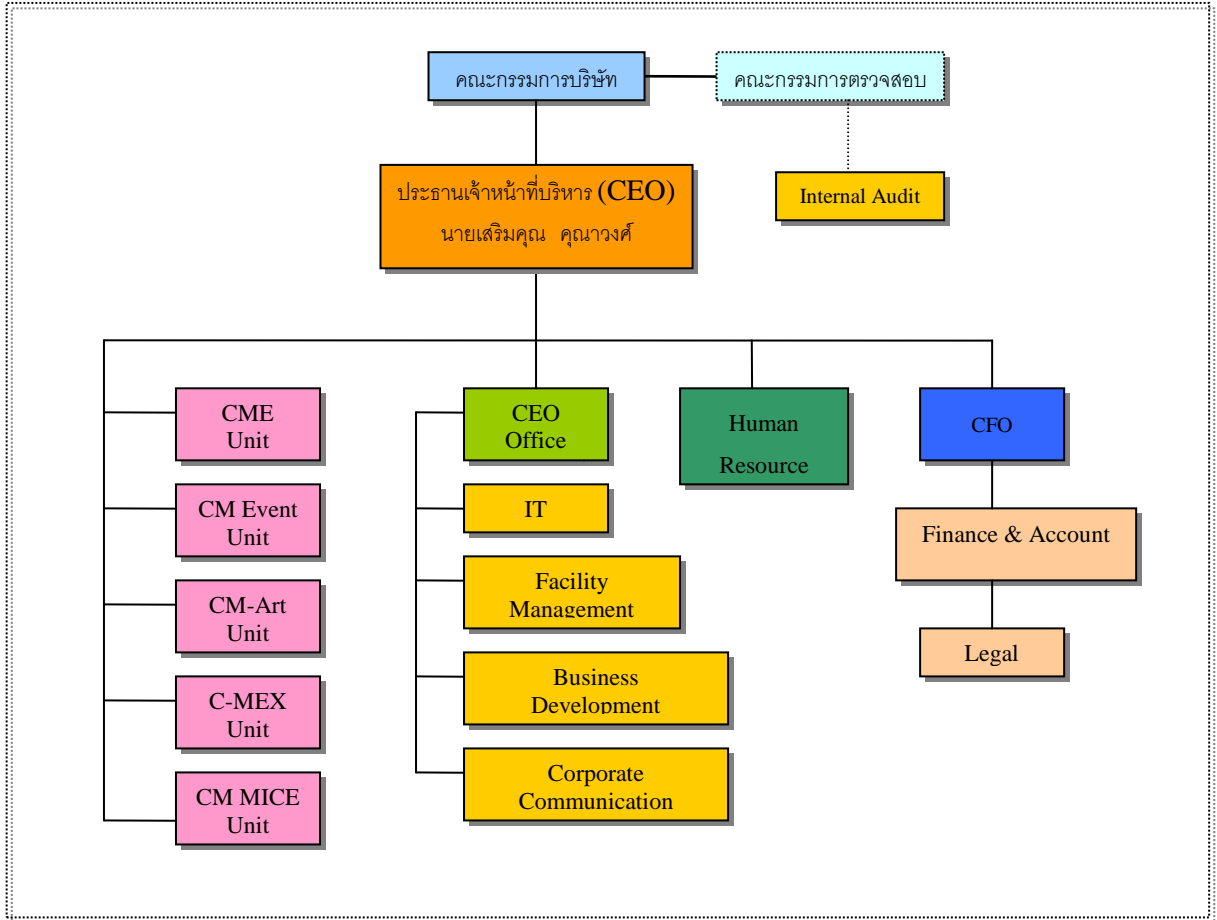 คณะกรรมการบริษัท
คณะกรรมการตรวจสอบ
ประธานเจ้าหน้าที่บริหาร (CEO)
นายเสริมคุณ คุณาวงศ์
Internal Audit
CME
Unit
CM Event
Unit
CM-Art
Unit
C-MEX
Unit
CM MICE
Unit
CEO
Office
IT
Facility
Management
Business
Development
Corporate
Communication
Human
Resource
CFO
Finance & Account
Legal